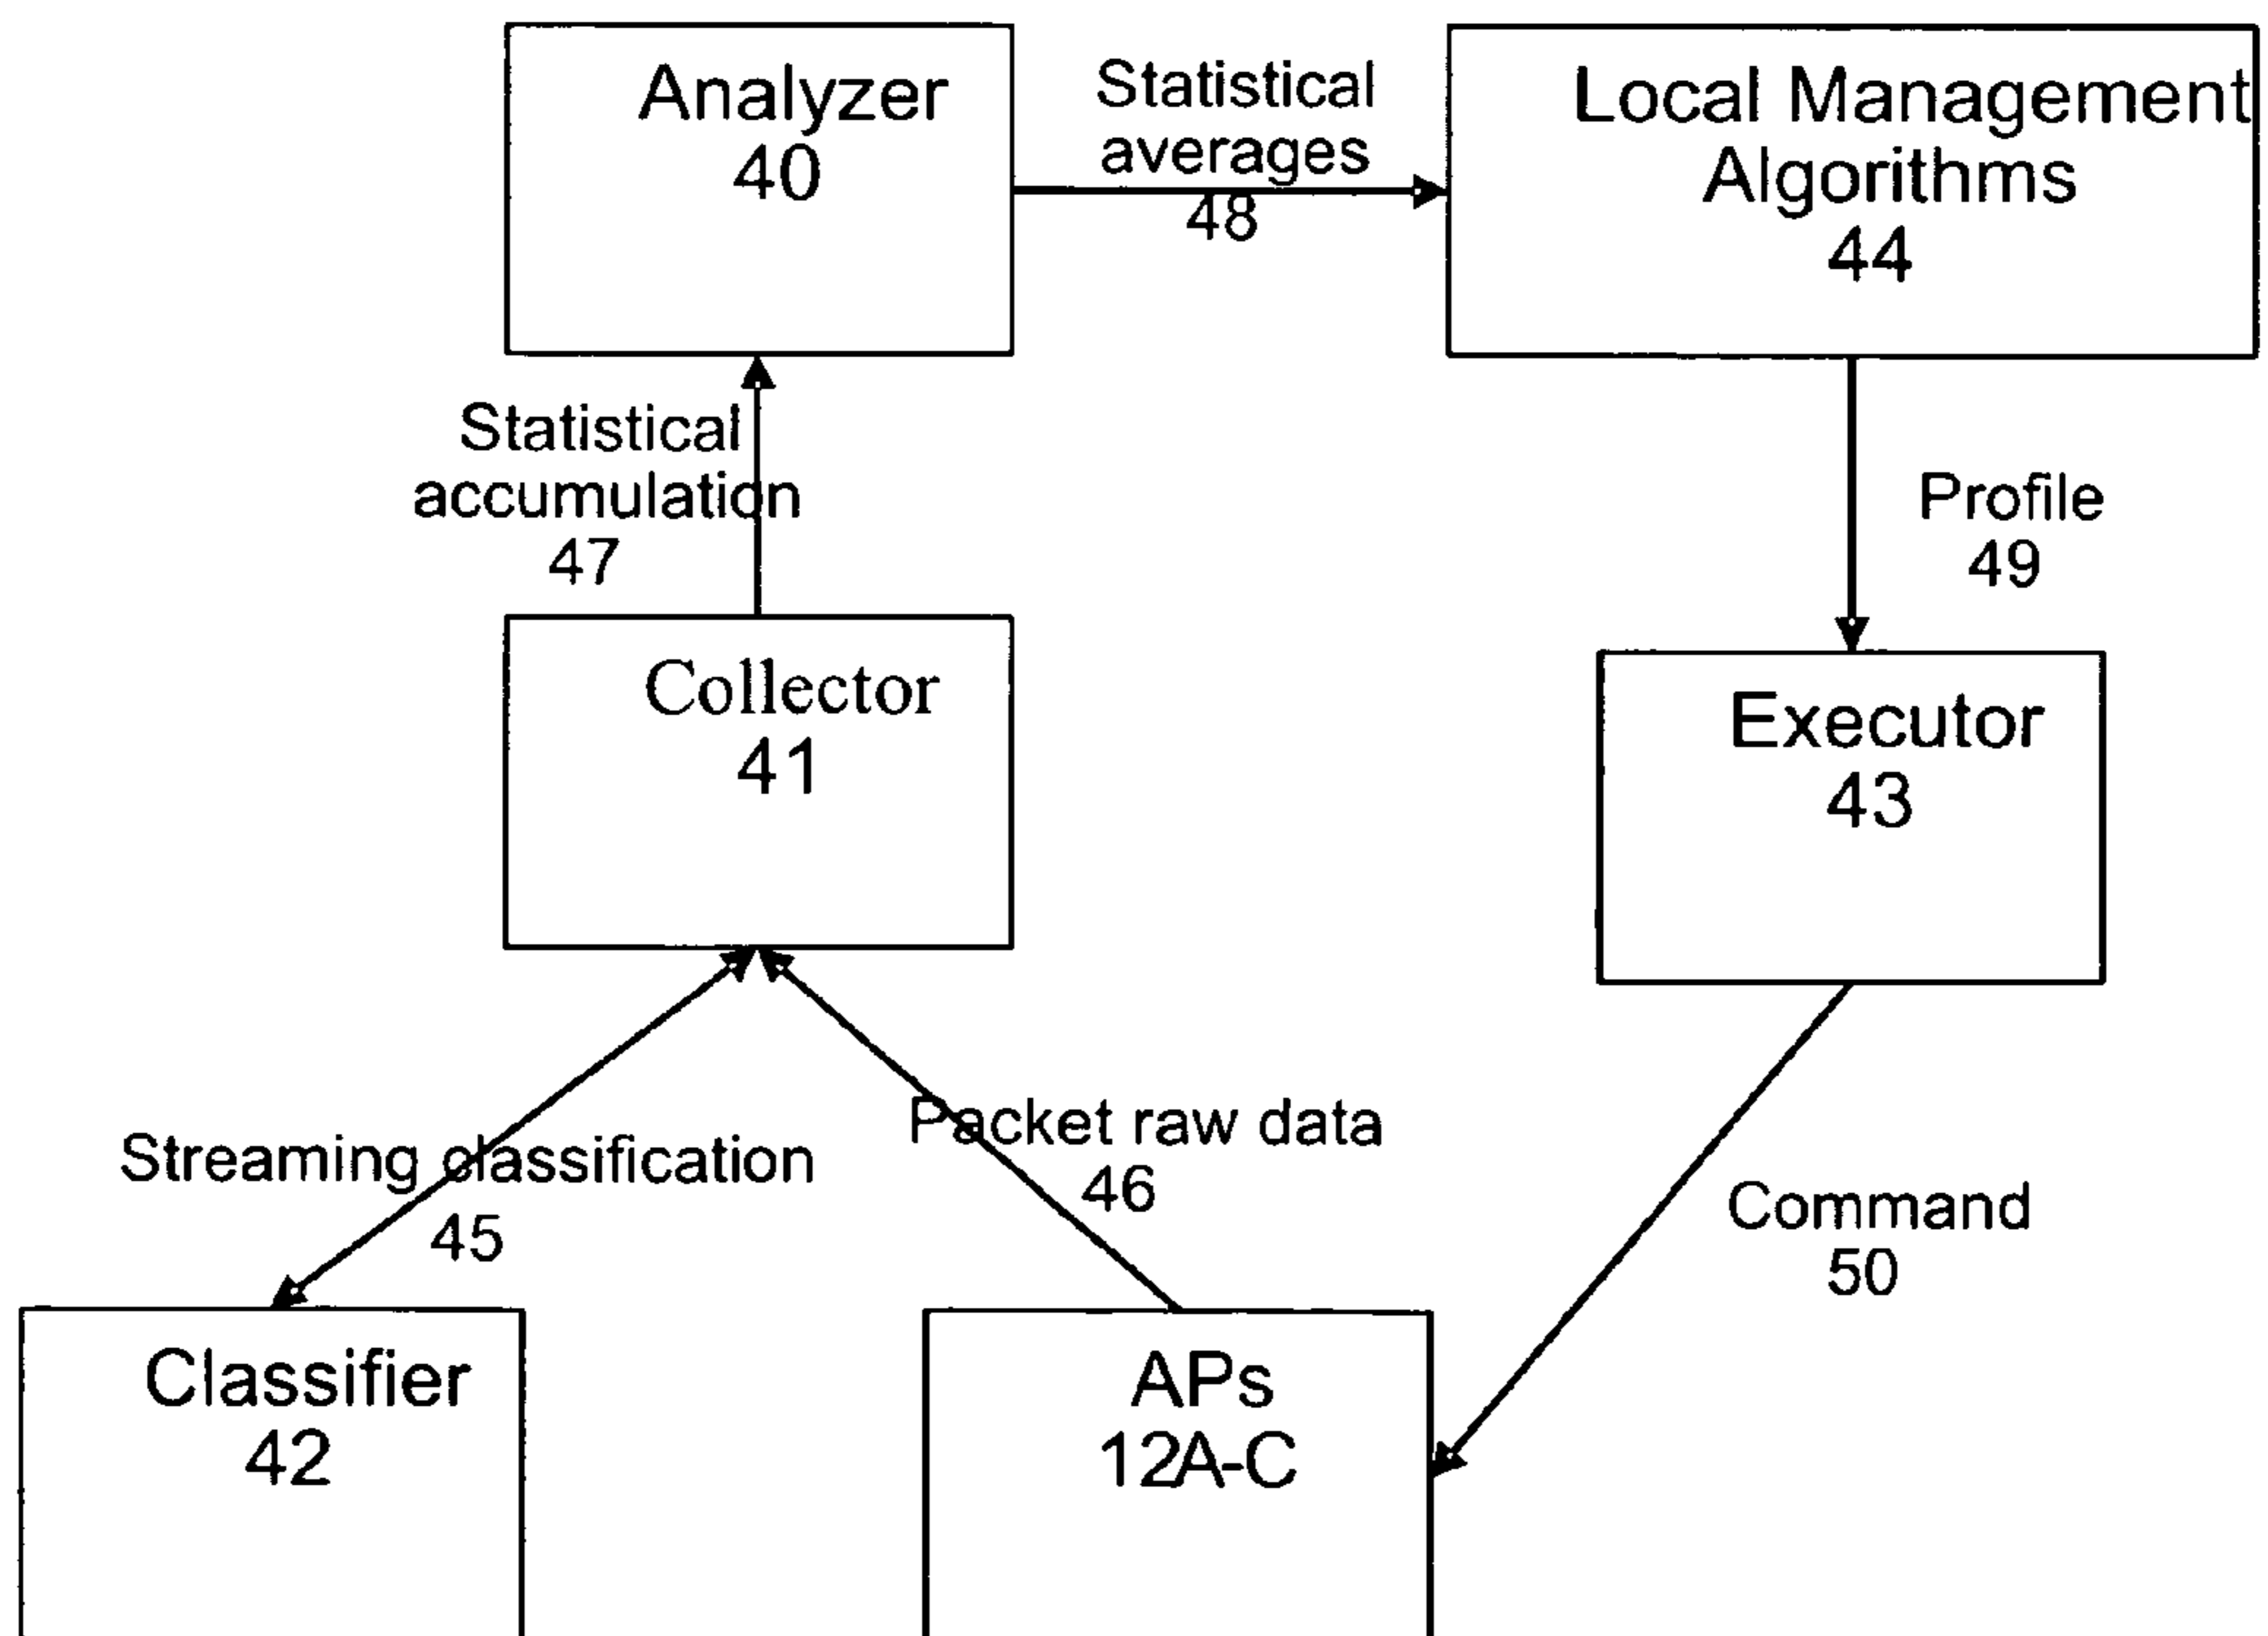 Analyzer
40
Statistical
averages
48
Local Management
Algorithms
44
Statistical
accumulation
47
Profile
49
Collector
41
Executor
43
Streaming classification
45
Packet raw data
46
Command
50
Classifier
42
APs
12A-C